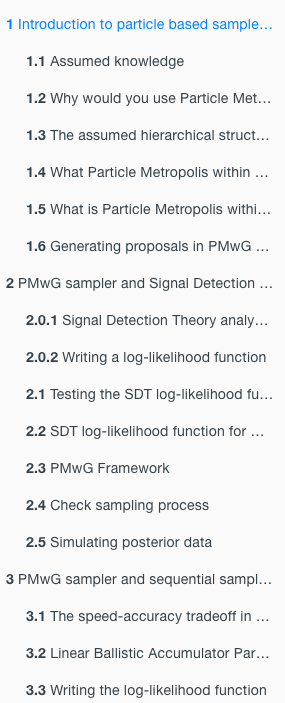 1 Introduction to particle based sample…
1.1 Assumed knowledge
1.2 Why would you use Particle Met…
1.3 The assumed hierarchical struct…
1.4 What Particle Metropolis within …
1.5 What is Particle Metropolis withi…
1.6 Generating proposals in PMwG …
2 PMwG sampler and Signal Detection …
2.0.1 Signal Detection Theory analy…
2.0.2 Writing a log-likelihood function
2.1 Testing the SDT log-likelihood fu…
2.2 SDT log-likelihood function for …
2.3 PMwG Framework
2.4 Check sampling process
2.5 Simulating posterior data
3 PMwG sampler and sequential sampl…
3.1 The speed-accuracy tradeoff in …
3.2 Linear Ballistic Accumulator Par…
3.3 Writing the log-likelihood function